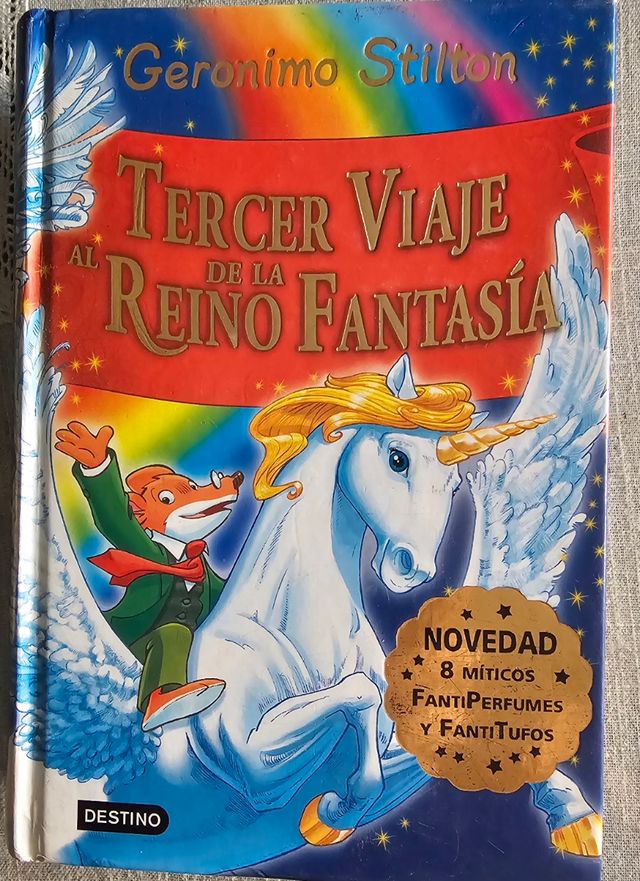 Geronimo Stilton
TERCER VIAJE
AL REINO DE LA FANTASÍA
NOVEDAD
8 MÍTICOS
FANTIPERFUMES
Y FANTITUFOS
DESTINO